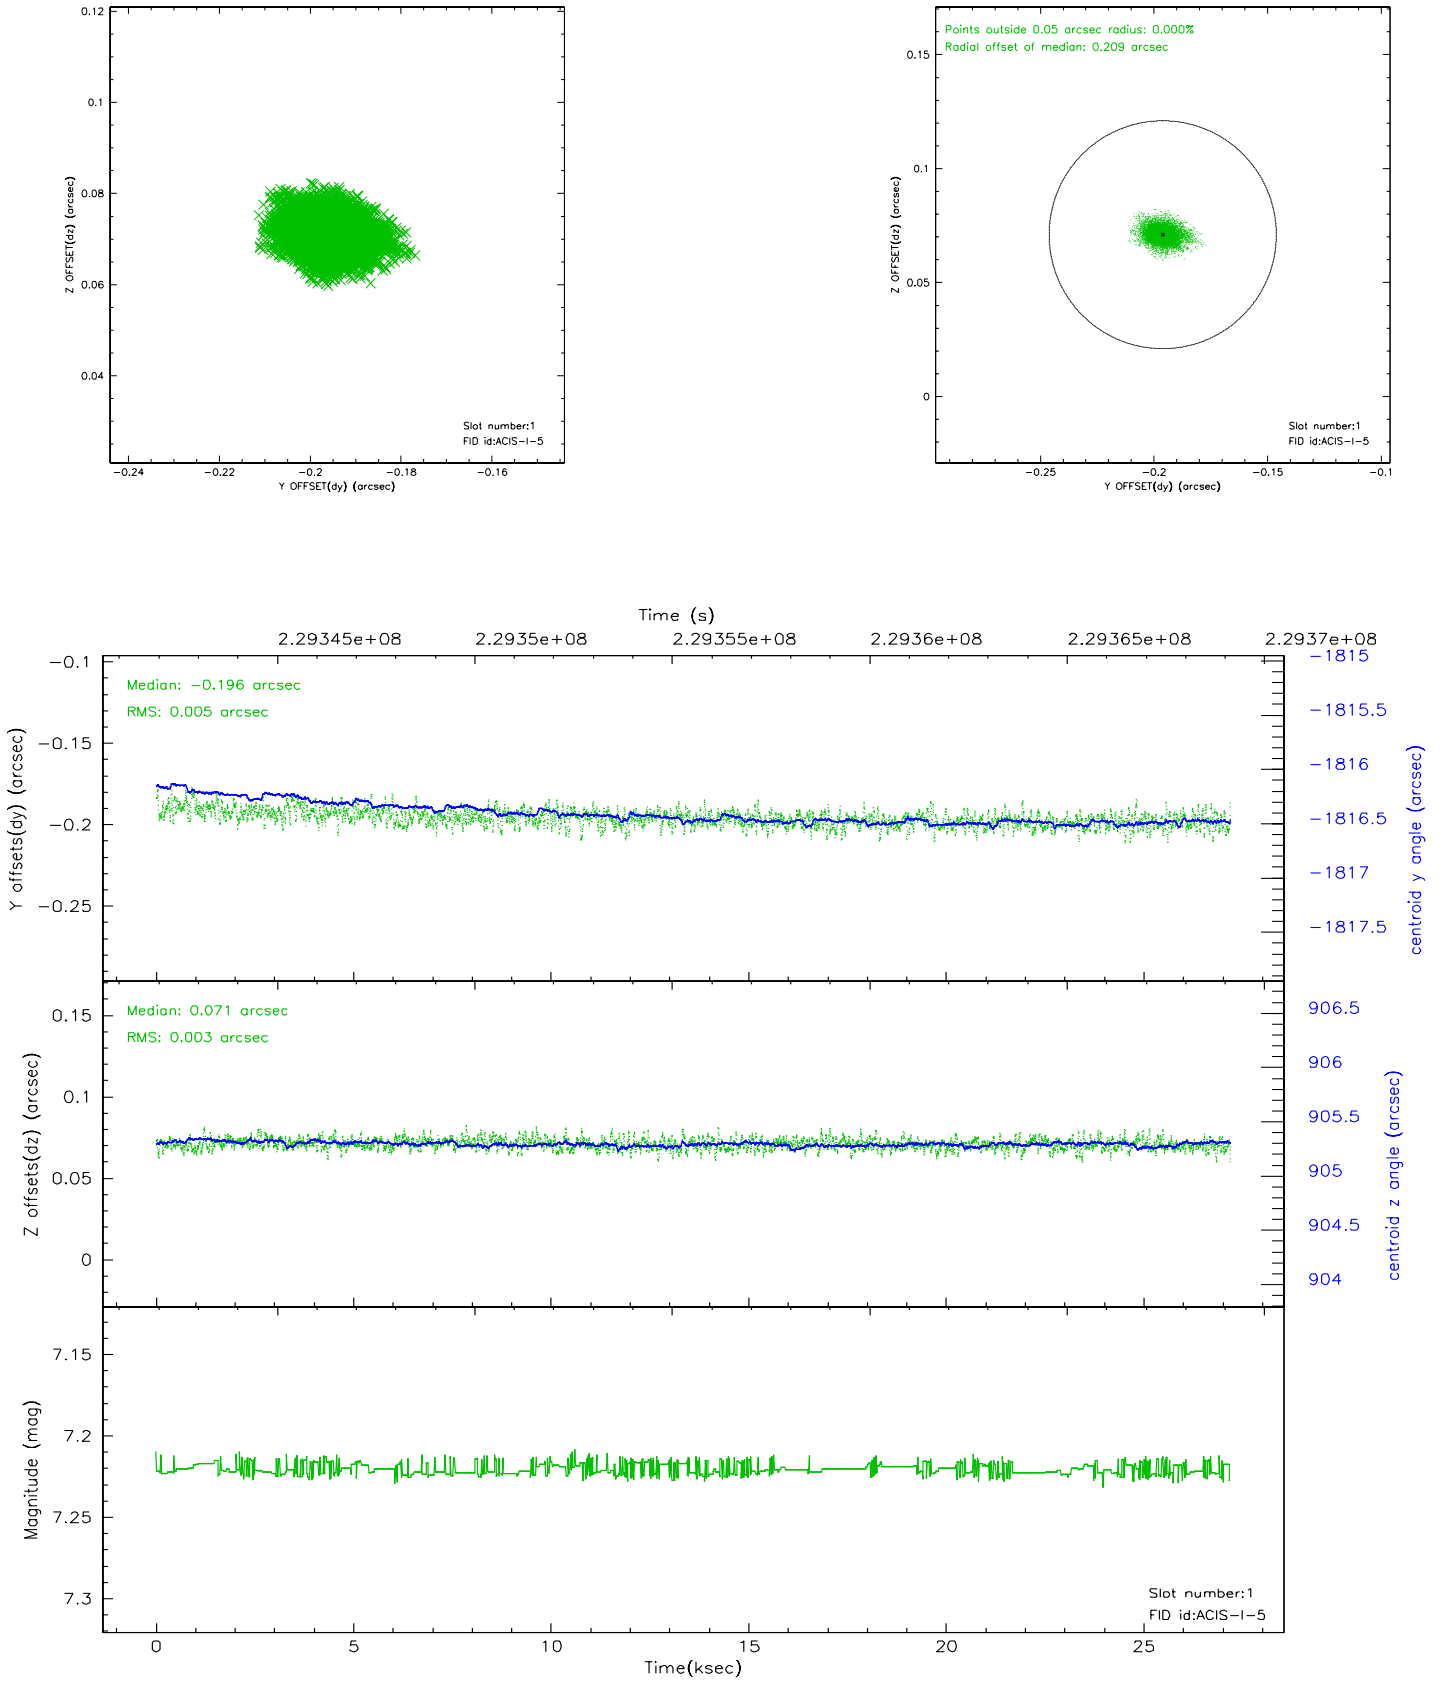 0.12
0.1
0.08
0.06
0.04
Z OFFSET(dz) (arcsec)
Slot number:1
FID id:ACIS-I-5
-0.24 -0.22 -0.2 -0.18 -0.16
Y OFFSET(dy) (arcsec)
Points outside 0.05 arcsec radius: 0.000%
Radial offset of median: 0.209 arcsec
0.15
0.1
0.05
0
Z OFFSET(dz) (arcsec)
Slot number:1
FID id:ACIS-I-5
-0.25 -0.2 -0.15 -0.1
Y OFFSET(dy) (arcsec)
Time (s)
2.29345e+08 2.2935e+08 2.29355e+08 2.2936e+08 2.29365e+08 2.2937e+08
Median: -0.196 arcsec
RMS: 0.005 arcsec
-0.1
-0.15
-0.2
-0.25
Y offsets(dy) (arcsec)
-1815
-1815.5
-1816
-1816.5
-1817
-1817.5
centroid y angle (arcsec)
Median: 0.071 arcsec
RMS: 0.003 arcsec
0.15
0.1
0.05
0
Z offsets(dz) (arcsec)
906.5
906
905.5
905
904.5
904
centroid z angle (arcsec)
7.15
7.2
7.25
7.3
Magnitude (mag)
Slot number:1
FID id:ACIS-I-5
0 5 10 15 20 25
Time(ksec)